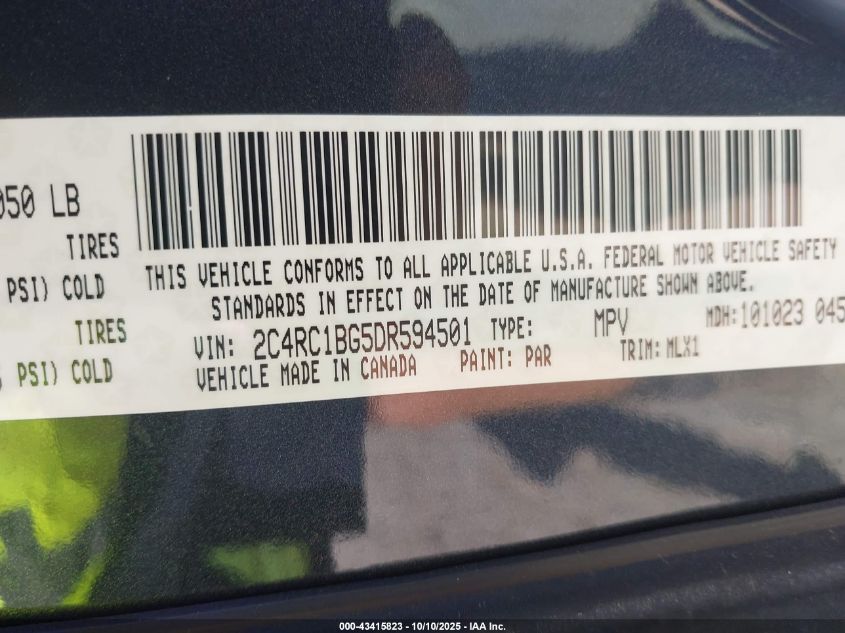 050 LB
TIRES
PSI) COLD
TIRES
PSI) COLD
THIS VEHICLE CONFORMS TO ALL APPLICABLE U.S.A. FEDERAL MOTOR VEHICLE SAFETY
STANDARDS IN EFFECT ON THE DATE OF MANUFACTURE SHOWN ABOVE.
VIN: 2C4RC1BG5DR594501 TYPE: MPV MDH:101023 045
VEHICLE MADE IN CANADA PAINT: PAR TRIM: MLX1
000-43415823 - 10/10/2025 - IAA Inc.